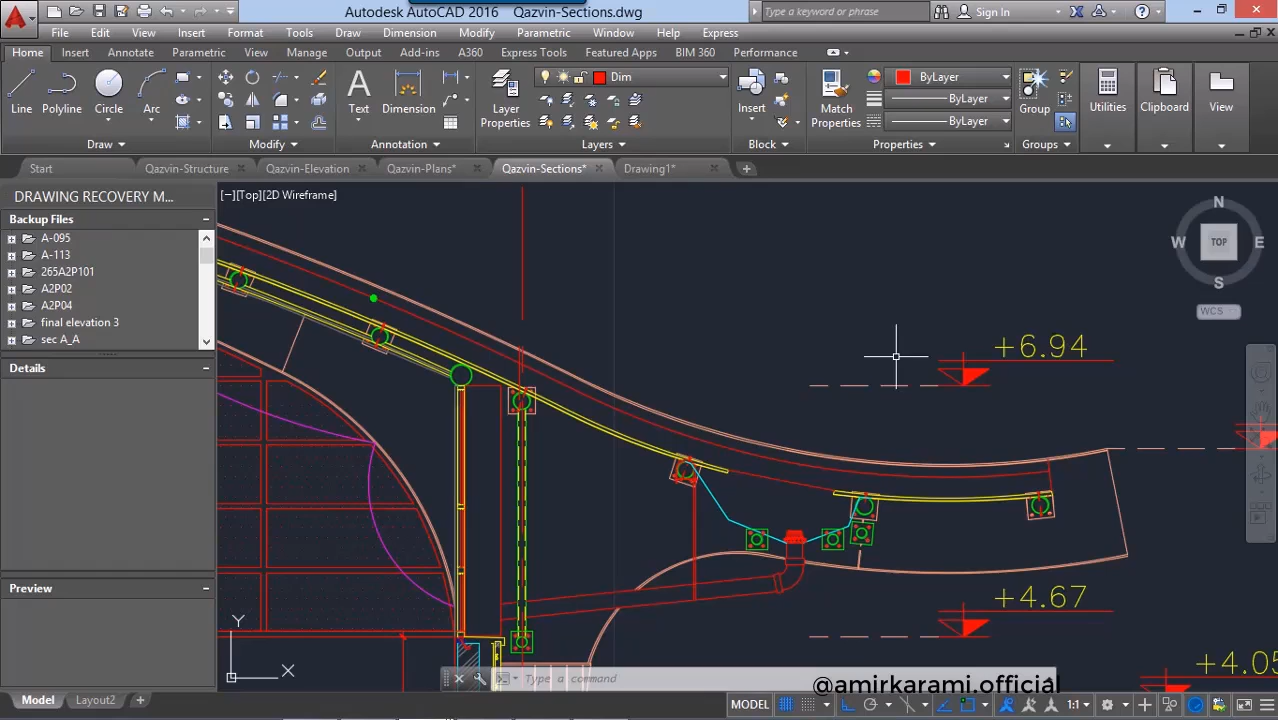 Autodesk AutoCAD 2016 Qazvin-Sections.dwg
Type a keyword or phrase
Sign In
File Edit View Insert Format Tools Draw Dimension Modify Parametric Window Help Express
Home Insert Annotate Parametric View Manage Output Add-ins A360 Express Tools Featured Apps BIM 360 Performance
Dim
ByLayer
ByLayer
ByLayer
Line Polyline Circle Arc Text Dimension Layer Properties Insert Match Properties Group Utilities Clipboard View
Draw Modify Annotation Layers Block Properties Groups
Start Qazvin-Structure Qazvin-Elevation Qazvin-Plans* Qazvin-Sections* Drawing1*
DRAWING RECOVERY M...
[−][Top][2D Wireframe]
Backup Files
A-095
A-113
265A2P101
A2P02
A2P04
final elevation 3
sec A_A
Details
Preview
N
W TOP E
S
WCS
+6.94
+4.67
+4.05
Y
X
Type a command
@amirkarami.official
Model Layout2
MODEL
1:1